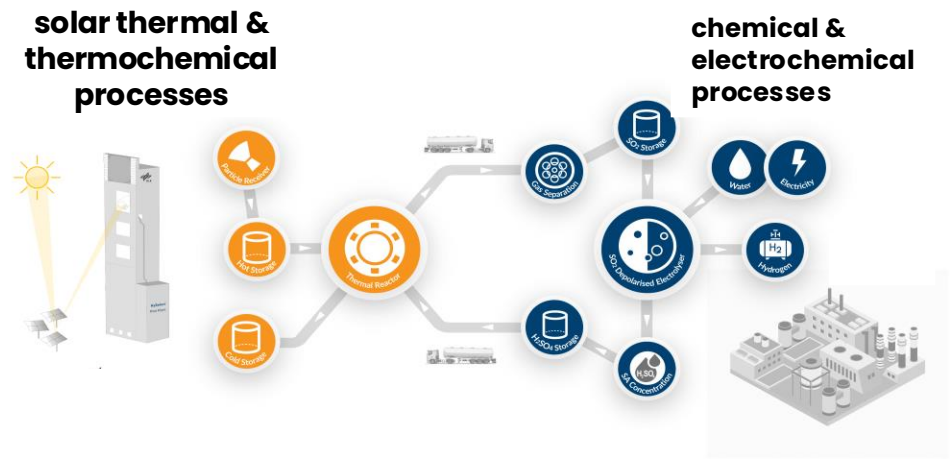 solar thermal &
thermochemical
processes
chemical &
electrochemical
processes
Particle Receiver
Hot Storage
Cold Storage
Thermal Reactor
Gas Separation
SO₂ Storage
SO₂ Depolarised Electrolyser
H₂SO₄ Storage
SA Concentration
H₂SO₄
Water
Electricity
H₂
Hydrogen